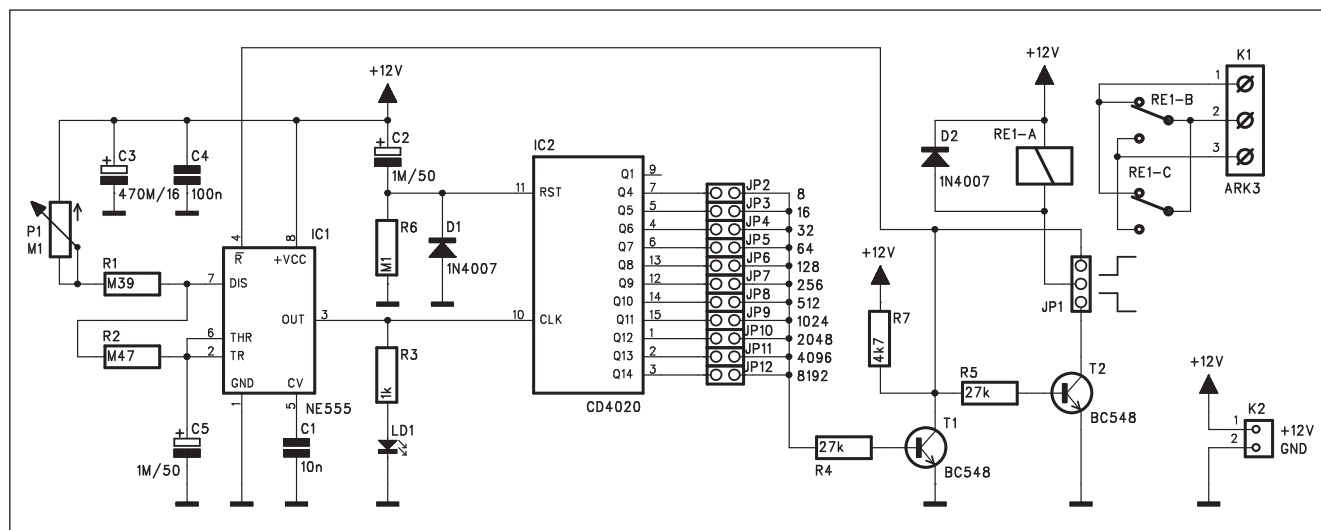 +12V
C2
1M/50
C3
470M/16
C4
100n
P1
M1
R1
M39
R2
M47
IC1
4
8
R
+VCC
7
DIS
OUT
3
6
THR
2
TR
GND
CV
1
5
NE555
C5
1M/50
C1
10n
R6
M1
D1
1N4007
R3
1k
LD1
IC2
11
RST
10
CLK
CD4020
Q1
9
Q4
7
JP2
8
Q5
5
JP3
16
Q6
4
JP4
32
Q7
6
JP5
64
Q8
13
JP6
128
Q9
12
JP7
256
Q10
14
JP8
512
Q11
15
JP9
1024
Q12
1
JP10
2048
Q13
2
JP11
4096
Q14
3
JP12
8192
27k
R4
T1
BC548
+12V
R7
4k7
R5
27k
T2
BC548
+12V
D2
1N4007
RE1-A
JP1
RE1-B
RE1-C
K1
1
2
3
ARK3
+12V
K2
1
2
+12V
GND